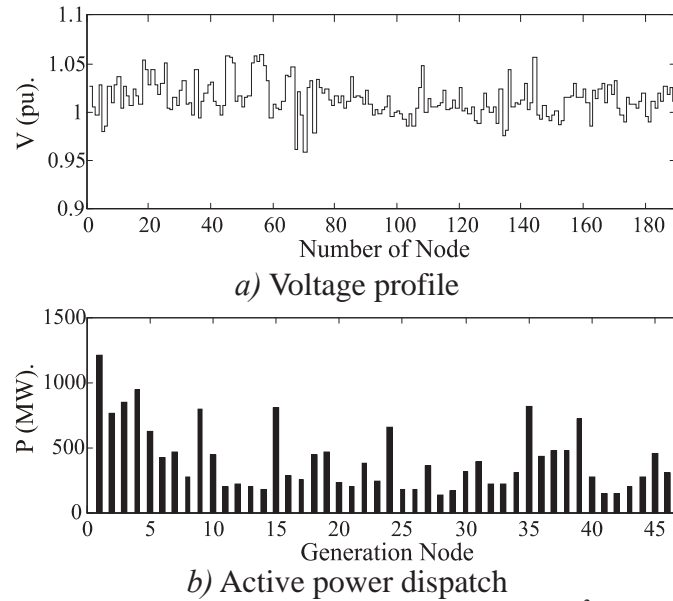 1.1
1.05
1
0.95
0.9
V (pu).
0 20 40 60 80 100 120 140 160 180
Number of Node
a) Voltage profile
1500
1000
500
0
P (MW).
0 5 10 15 20 25 30 35 40 45
Generation Node
b) Active power dispatch